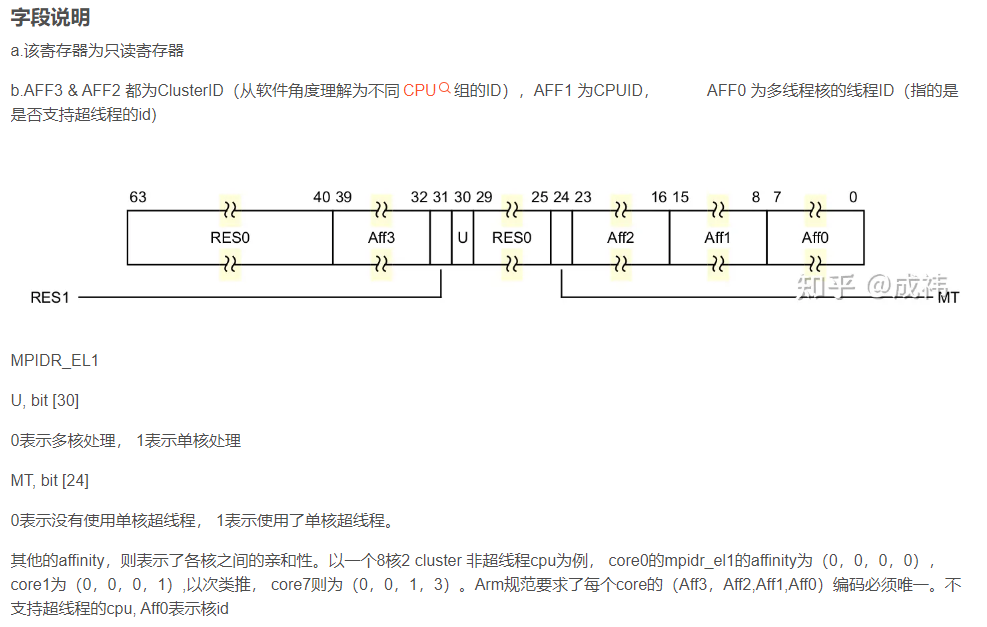 字段说明
a.该寄存器为只读寄存器
b.AFF3 & AFF2 都为ClusterID（从软件角度理解为不同 CPU 组的ID），AFF1 为CPUID， AFF0 为多线程核的线程ID（指的是
是否支持超线程的id)
63 40 39 32 31 30 29 25 24 23 16 15 8 7 0
RES0 Aff3 U RES0 Aff2 Aff1 Aff0
知乎 @成祎
RES1 MT
MPIDR_EL1
U, bit [30]
0表示多核处理， 1表示单核处理
MT, bit [24]
0表示没有使用单核超线程， 1表示使用了单核超线程。
其他的affinity，则表示了各核之间的亲和性。以一个8核2 cluster 非超线程cpu为例， core0的mpidr_el1的affinity为（0，0，0，0），
core1为（0，0，0，1）,以次类推， core7则为（0，0，1，3）。Arm规范要求了每个core的（Aff3，Aff2,Aff1,Aff0）编码必须唯一。不
支持超线程的cpu, Aff0表示核id